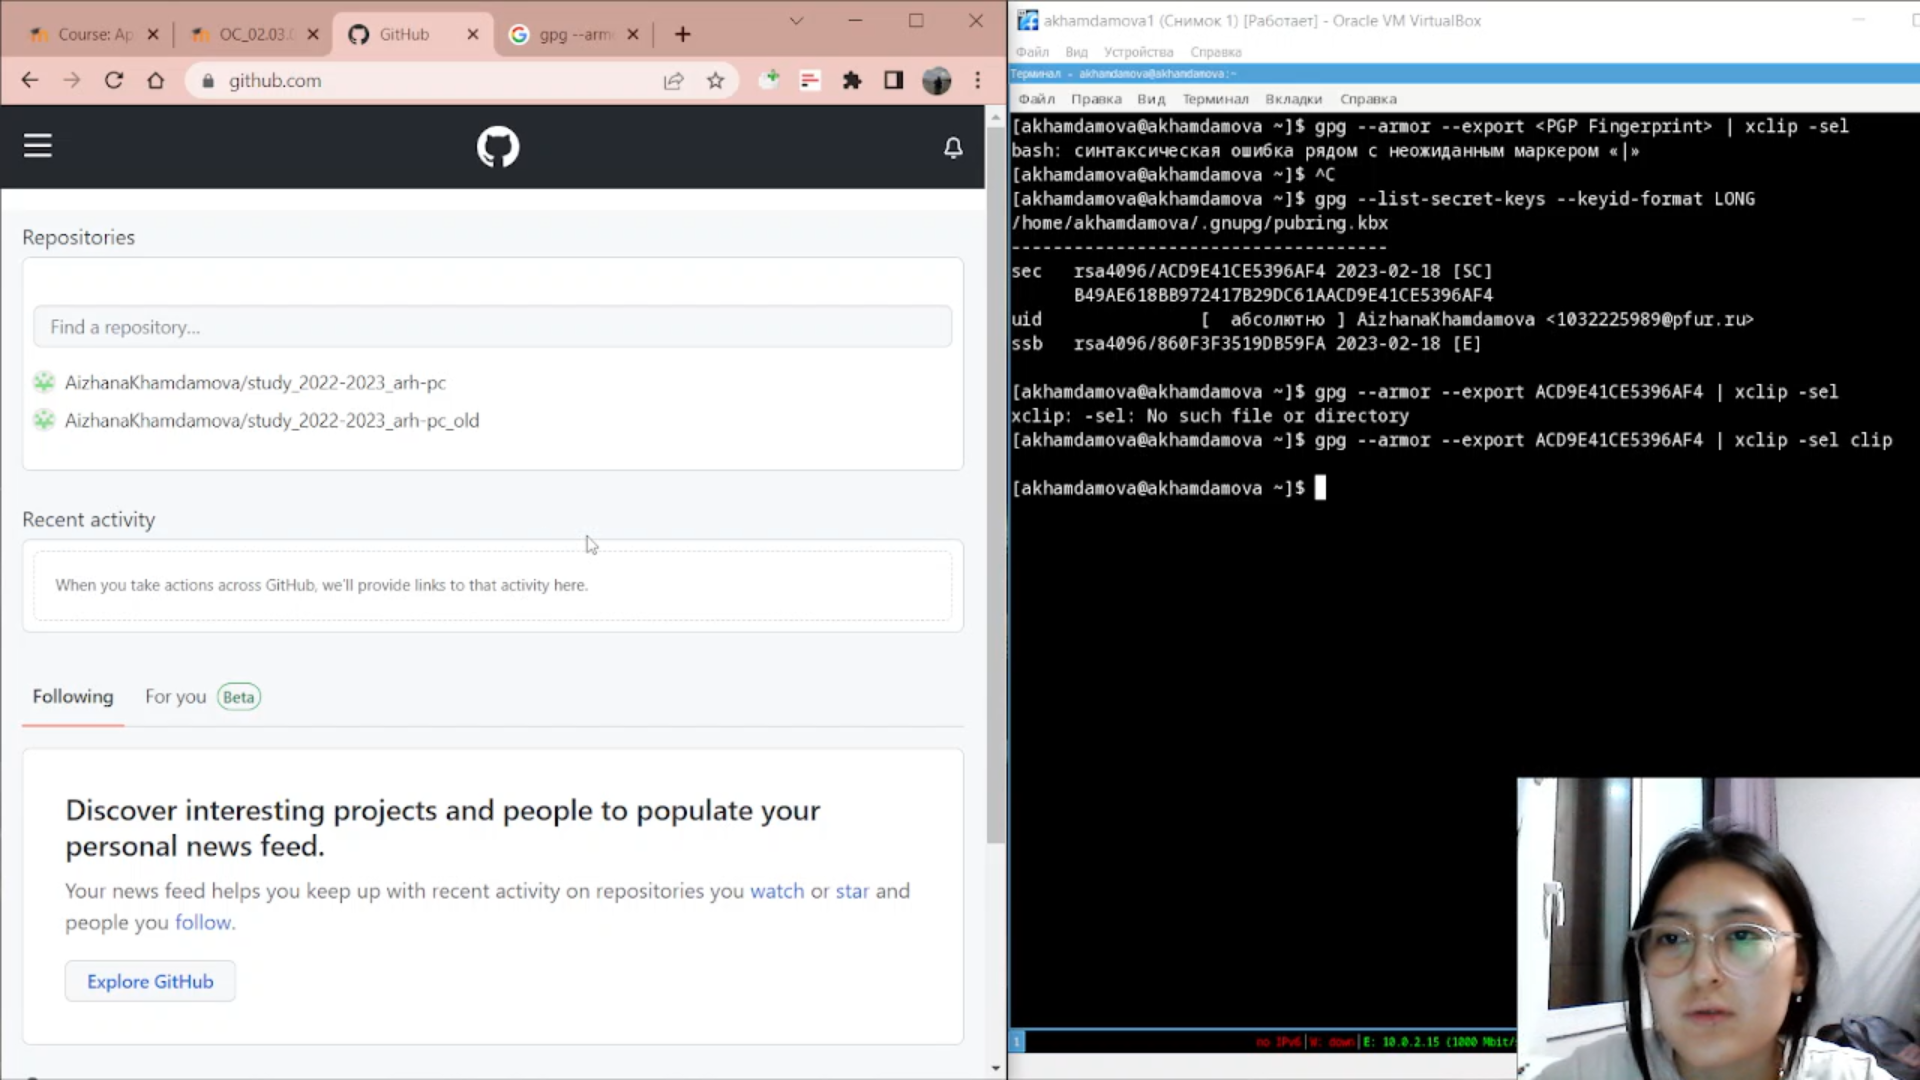 Course: Ap
OC_02.03.0
GitHub
gpg --arm
github.com
Repositories
Find a repository...
AizhanaKhamdamova/study_2022-2023_arh-pc
AizhanaKhamdamova/study_2022-2023_arh-pc_old
Recent activity
When you take actions across GitHub, we'll provide links to that activity here.
Following For you Beta
Discover interesting projects and people to populate your
personal news feed.
Your news feed helps you keep up with recent activity on repositories you watch or star and
people you follow.
Explore GitHub
akhamdamova1 (Снимок 1) [Работает] - Oracle VM VirtualBox
Файл Вид Устройства Справка
Терминал - akhamdamova@akhamdamova:~
Файл Правка Вид Терминал Вкладки Справка
[akhamdamova@akhamdamova ~]$ gpg --armor --export <PGP Fingerprint> | xclip -sel
bash: синтаксическая ошибка рядом с неожиданным маркером «|»
[akhamdamova@akhamdamova ~]$ ^C
[akhamdamova@akhamdamova ~]$ gpg --list-secret-keys --keyid-format LONG
/home/akhamdamova/.gnupg/pubring.kbx
------------------------------------
sec rsa4096/ACD9E41CE5396AF4 2023-02-18 [SC]
B49AE618BB972417B29DC61AACD9E41CE5396AF4
uid [ абсолютно ] AizhanaKhamdamova <1032225989@pfur.ru>
ssb rsa4096/860F3F3519DB59FA 2023-02-18 [E]
[akhamdamova@akhamdamova ~]$ gpg --armor --export ACD9E41CE5396AF4 | xclip -sel
xclip: -sel: No such file or directory
[akhamdamova@akhamdamova ~]$ gpg --armor --export ACD9E41CE5396AF4 | xclip -sel clip
[akhamdamova@akhamdamova ~]$
1
no IPv6|W: down|E: 10.0.2.15 (1000 Mbit/s